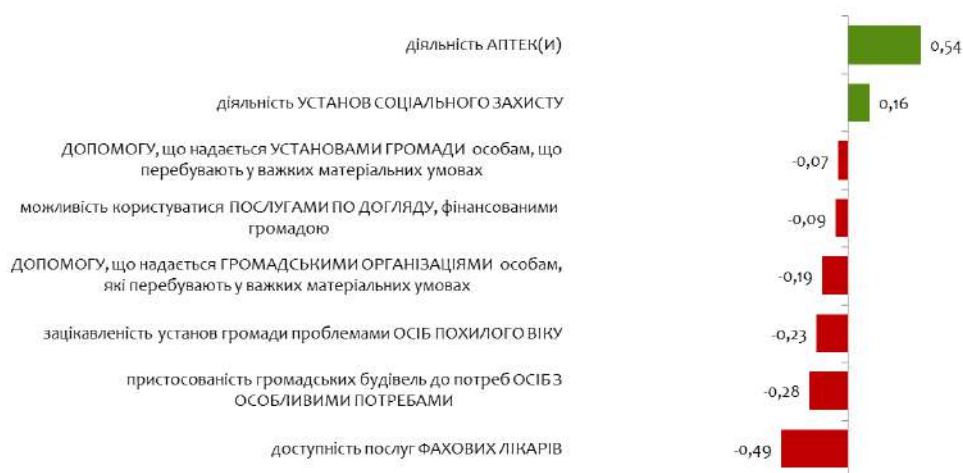 діяльність АПТЕК(И)
0,54
діяльність УСТАНОВ СОЦІАЛЬНОГО ЗАХИСТУ
0,16
ДОПОМОГУ, що надається УСТАНОВАМИ ГРОМАДИ особам, що
перебувають у важких матеріальних умовах
-0,07
можливість користуватися ПОСЛУГАМИ ПО ДОГЛЯДУ, фінансованими
громадою
-0,09
ДОПОМОГУ, що надається ГРОМАДСЬКИМИ ОРГАНІЗАЦІЯМИ особам,
які перебувають у важких матеріальних умовах
-0,19
зацікавленість установ громади проблемами ОСІБ ПОХИЛОГО ВІКУ
-0,23
пристосованість громадських будівель до потреб ОСІБ З
ОСОБЛИВИМИ ПОТРЕБАМИ
-0,28
доступність послуг ФАХОВИХ ЛІКАРІВ
-0,49